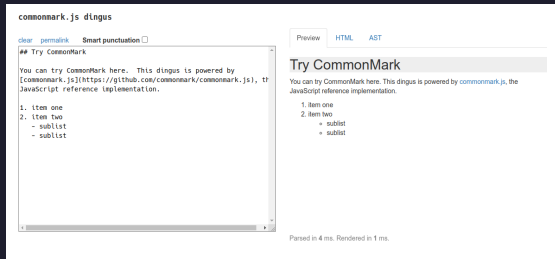 commonmark.js dingus
clear permalink Smart punctuation
## Try CommonMark
You can try CommonMark here.  This dingus is powered by
[commonmark.js](https://github.com/commonmark/commonmark.js), th
JavaScript reference implementation.
1. item one
2. item two
   - sublist
   - sublist
Preview HTML AST
Try CommonMark
You can try CommonMark here. This dingus is powered by commonmark.js, the
JavaScript reference implementation.
1. item one
2. item two
◦ sublist
◦ sublist
Parsed in 4 ms. Rendered in 1 ms.